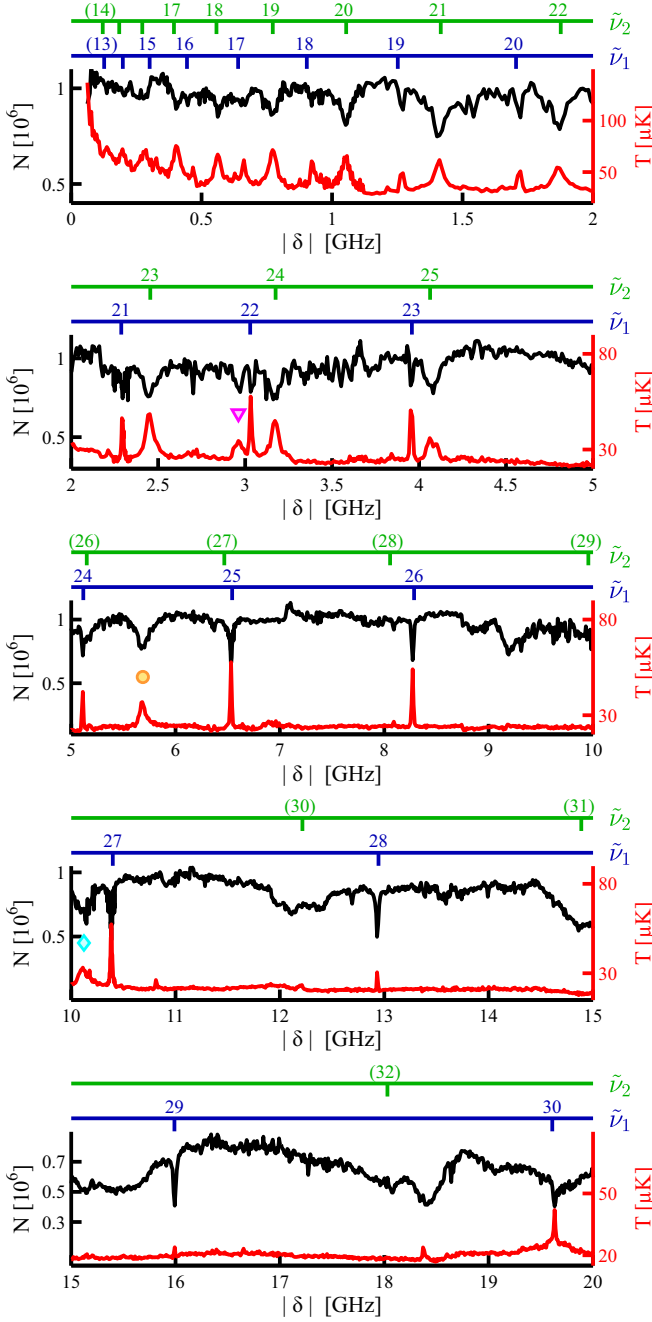 (14) 17 18 19 20 21 22 ν̃₂
(13) 15 16 17 18 19 20 ν̃₁
N [10⁶] 1 0.5 100 50 T [μK]
0 0.5 1 1.5 2
| δ | [GHz]
23 24 25 ν̃₂
21 22 23 ν̃₁
N [10⁶] 1 0.5 80 30 T [μK]
2 2.5 3 3.5 4 4.5 5
| δ | [GHz]
(26) (27) (28) (29) ν̃₂
24 25 26 ν̃₁
N [10⁶] 1 0.5 80 30 T [μK]
5 6 7 8 9 10
| δ | [GHz]
(30) (31) ν̃₂
27 28 ν̃₁
N [10⁶] 1 0.5 80 30 T [μK]
10 11 12 13 14 15
| δ | [GHz]
(32) ν̃₂
29 30 ν̃₁
N [10⁶] 0.7 0.5 0.3 50 20 T [μK]
15 16 17 18 19 20
| δ | [GHz]